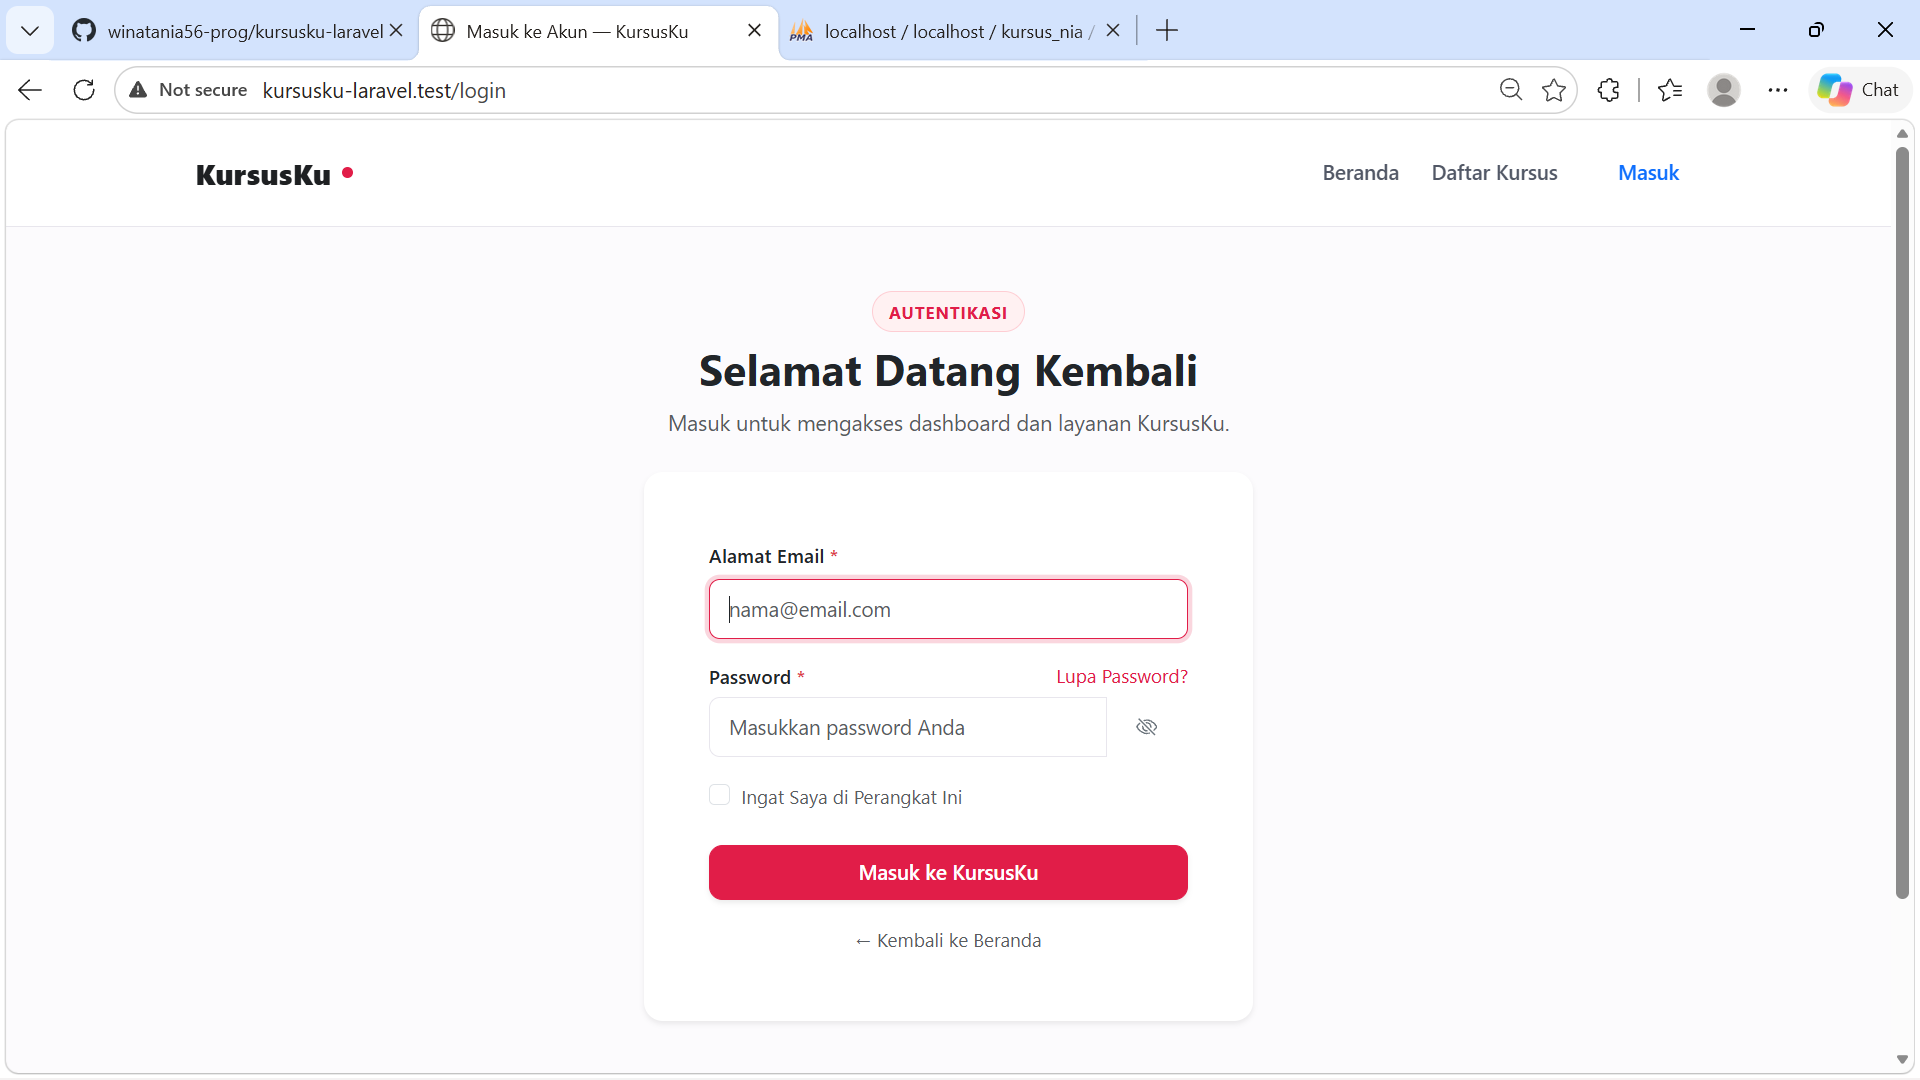 winatania56-prog/kursusku-laravel
Masuk ke Akun — KursusKu
PMA
localhost / localhost / kursus_nia /
Not secure
kursusku-laravel.test/login
Chat
KursusKu
Beranda
Daftar Kursus
Masuk
AUTENTIKASI
Selamat Datang Kembali
Masuk untuk mengakses dashboard dan layanan KursusKu.
Alamat Email *
nama@email.com
Password *
Lupa Password?
Masukkan password Anda
Ingat Saya di Perangkat Ini
Masuk ke KursusKu
← Kembali ke Beranda